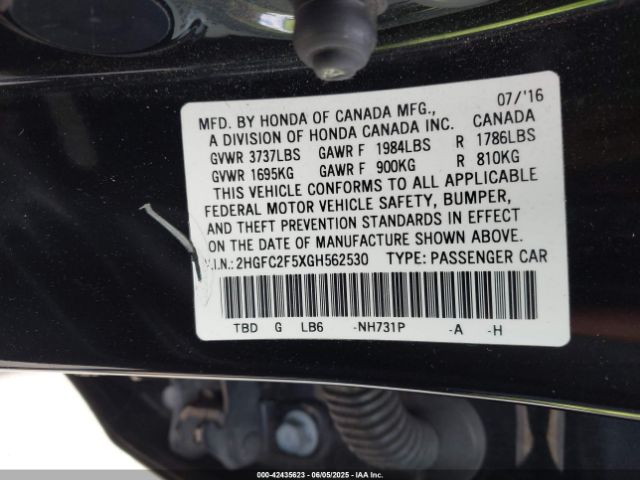 MFD. BY HONDA OF CANADA MFG., 07/'16
A DIVISION OF HONDA CANADA INC. CANADA
GVWR 3737LBS GAWR F 1984LBS R 1786LBS
GVWR 1695KG GAWR F 900KG R 810KG
THIS VEHICLE CONFORMS TO ALL APPLICABLE
FEDERAL MOTOR VEHICLE SAFETY, BUMPER,
AND THEFT PREVENTION STANDARDS IN EFFECT
ON THE DATE OF MANUFACTURE SHOWN ABOVE.
V.I.N.: 2HGFC2F5XGH562530 TYPE: PASSENGER CAR
TBD G LB6 -NH731P -A -H
000-42435623 - 06/05/2025 - IAA Inc.